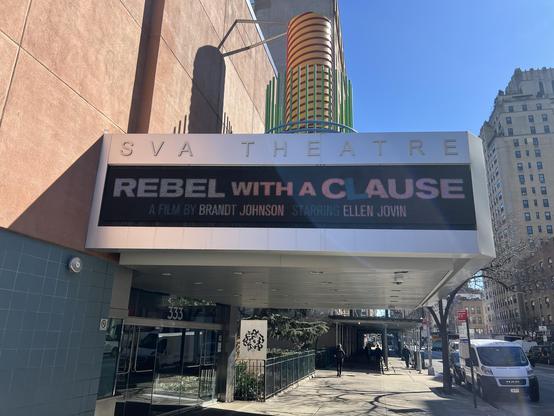 SVA THEATRE
REBEL WITH A CLAUSE
A FILM BY BRANDT JOHNSON STARRING ELLEN JOVIN
333